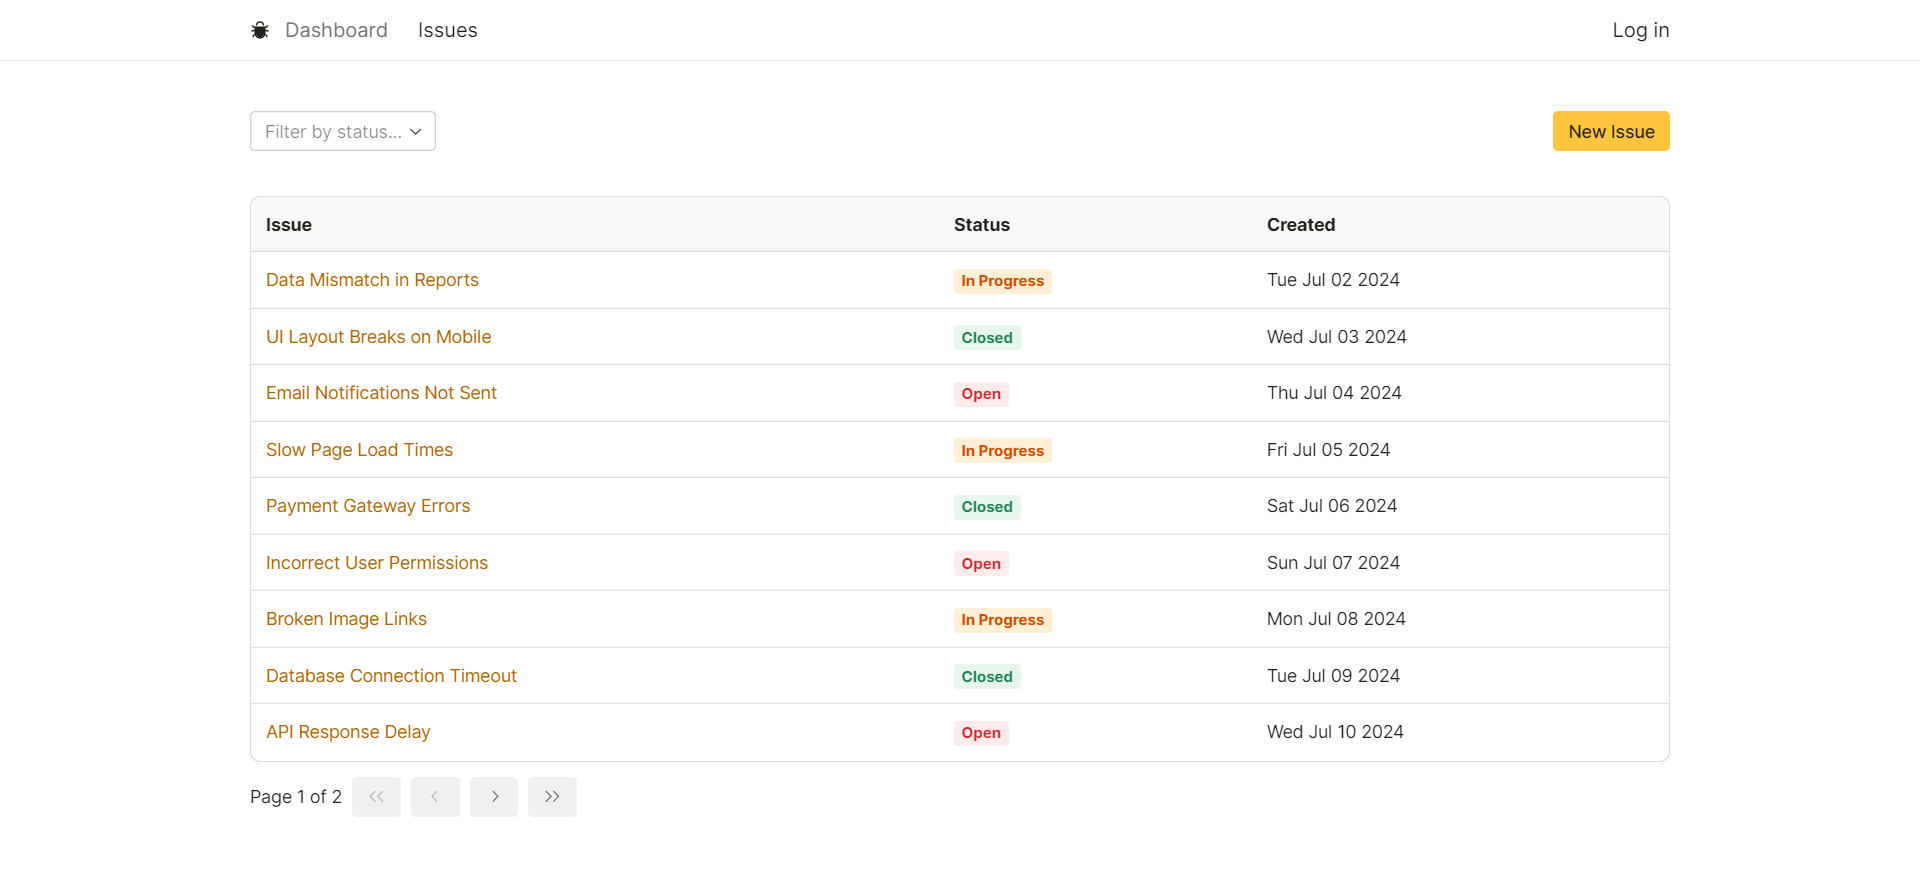 Dashboard Issues Log in
Filter by status... New Issue
Issue Status Created
Data Mismatch in Reports In Progress Tue Jul 02 2024
UI Layout Breaks on Mobile Closed Wed Jul 03 2024
Email Notifications Not Sent Open Thu Jul 04 2024
Slow Page Load Times In Progress Fri Jul 05 2024
Payment Gateway Errors Closed Sat Jul 06 2024
Incorrect User Permissions Open Sun Jul 07 2024
Broken Image Links In Progress Mon Jul 08 2024
Database Connection Timeout Closed Tue Jul 09 2024
API Response Delay Open Wed Jul 10 2024
Page 1 of 2